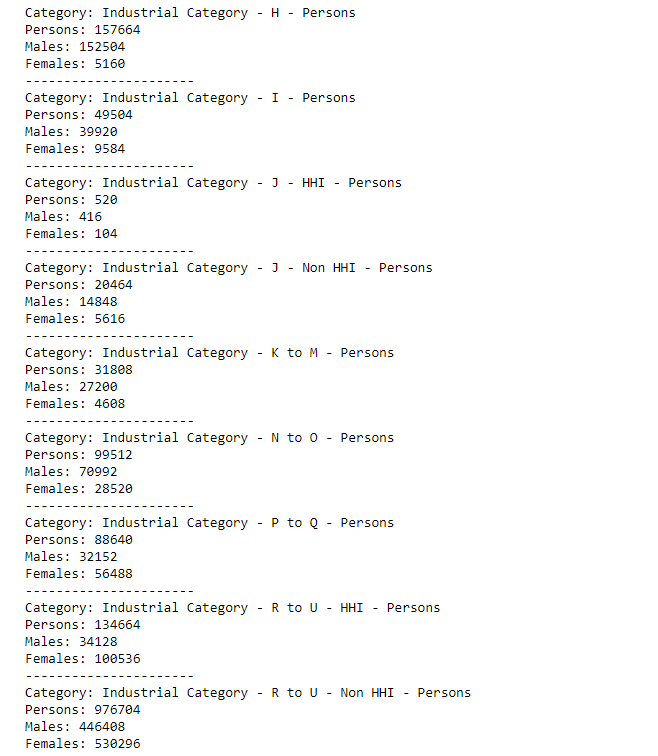 Category: Industrial Category - H - Persons
Persons: 157664
Males: 152504
Females: 5160
----------------------
Category: Industrial Category - I - Persons
Persons: 49504
Males: 39920
Females: 9584
----------------------
Category: Industrial Category - J - HHI - Persons
Persons: 520
Males: 416
Females: 104
----------------------
Category: Industrial Category - J - Non HHI - Persons
Persons: 20464
Males: 14848
Females: 5616
----------------------
Category: Industrial Category - K to M - Persons
Persons: 31808
Males: 27200
Females: 4608
----------------------
Category: Industrial Category - N to O - Persons
Persons: 99512
Males: 70992
Females: 28520
----------------------
Category: Industrial Category - P to Q - Persons
Persons: 88640
Males: 32152
Females: 56488
----------------------
Category: Industrial Category - R to U - HHI - Persons
Persons: 134664
Males: 34128
Females: 100536
----------------------
Category: Industrial Category - R to U - Non HHI - Persons
Persons: 976704
Males: 446408
Females: 530296